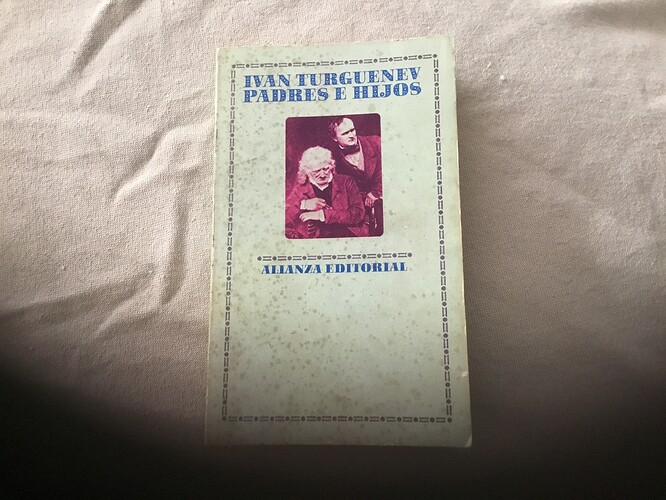 IVAN TURGUENEV
PADRES E HIJOS
ALIANZA EDITORIAL